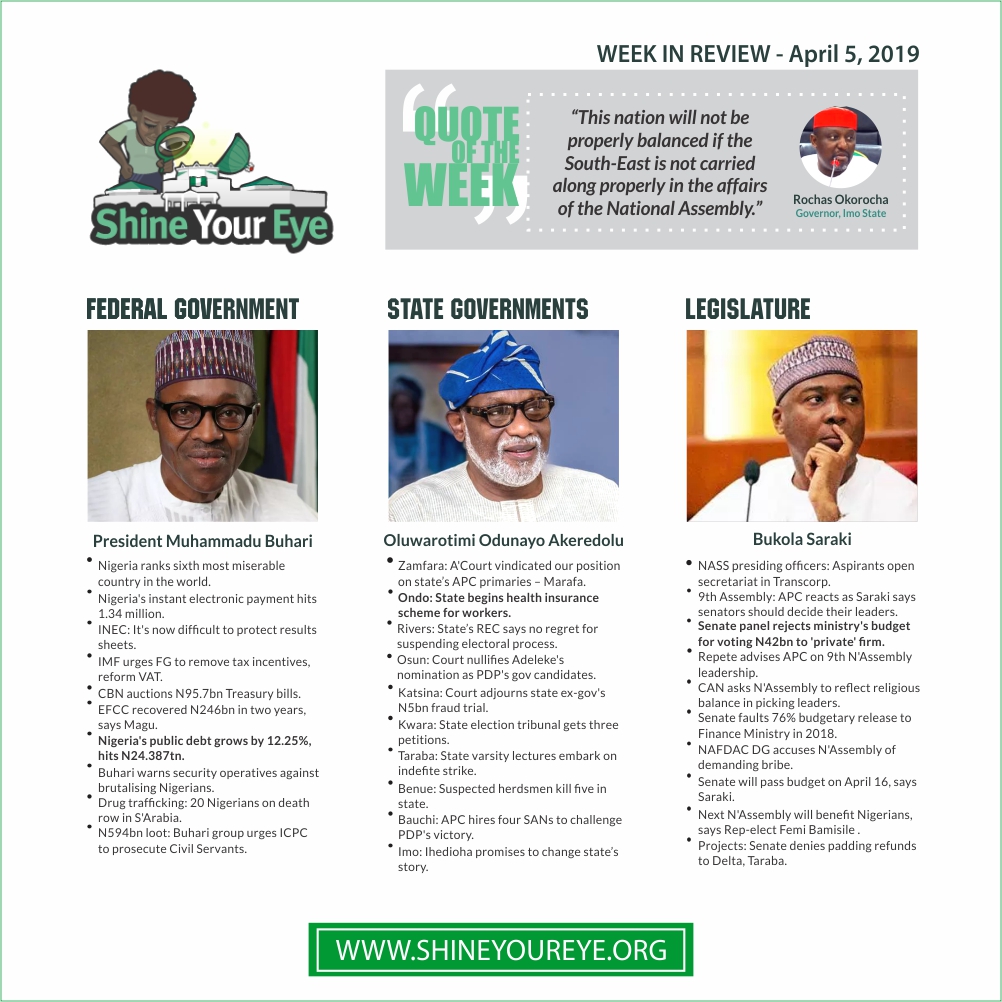 WEEK IN REVIEW - April 5, 2019
Shine Your Eye
QUOTE
OF THE
WEEK
“This nation will not be
properly balanced if the
South-East is not carried
along properly in the affairs
of the National Assembly.”
Rochas Okorocha
Governor, Imo State
FEDERAL GOVERNMENT
President Muhammadu Buhari
• Nigeria ranks sixth most miserable
country in the world.
• Nigeria's instant electronic payment hits
1.34 million.
• INEC: It's now difficult to protect results
sheets.
• IMF urges FG to remove tax incentives,
reform VAT.
• CBN auctions N95.7bn Treasury bills.
• EFCC recovered N246bn in two years,
says Magu.
• Nigeria's public debt grows by 12.25%,
hits N24.387tn.
• Buhari warns security operatives against
brutalising Nigerians.
• Drug trafficking: 20 Nigerians on death
row in S'Arabia.
• N594bn loot: Buhari group urges ICPC
to prosecute Civil Servants.
STATE GOVERNMENTS
Oluwarotimi Odunayo Akeredolu
• Zamfara: A'Court vindicated our position
on state’s APC primaries – Marafa.
• Ondo: State begins health insurance
scheme for workers.
• Rivers: State’s REC says no regret for
suspending electoral process.
• Osun: Court nullifies Adeleke's
nomination as PDP's gov candidates.
• Katsina: Court adjourns state ex-gov's
N5bn fraud trial.
• Kwara: State election tribunal gets three
petitions.
• Taraba: State varsity lectures embark on
indefite strike.
• Benue: Suspected herdsmen kill five in
state.
• Bauchi: APC hires four SANs to challenge
PDP's victory.
• Imo: Ihedioha promises to change state’s
story.
LEGISLATURE
Bukola Saraki
• NASS presiding officers: Aspirants open
secretariat in Transcorp.
• 9th Assembly: APC reacts as Saraki says
senators should decide their leaders.
• Senate panel rejects ministry's budget
for voting N42bn to 'private' firm.
• Repete advises APC on 9th N'Assembly
leadership.
• CAN asks N'Assembly to reflect religious
balance in picking leaders.
• Senate faults 76% budgetary release to
Finance Ministry in 2018.
• NAFDAC DG accuses N'Assembly of
demanding bribe.
• Senate will pass budget on April 16, says
Saraki.
• Next N'Assembly will benefit Nigerians,
says Rep-elect Femi Bamisile .
• Projects: Senate denies padding refunds
to Delta, Taraba.
WWW.SHINEYOUREYE.ORG